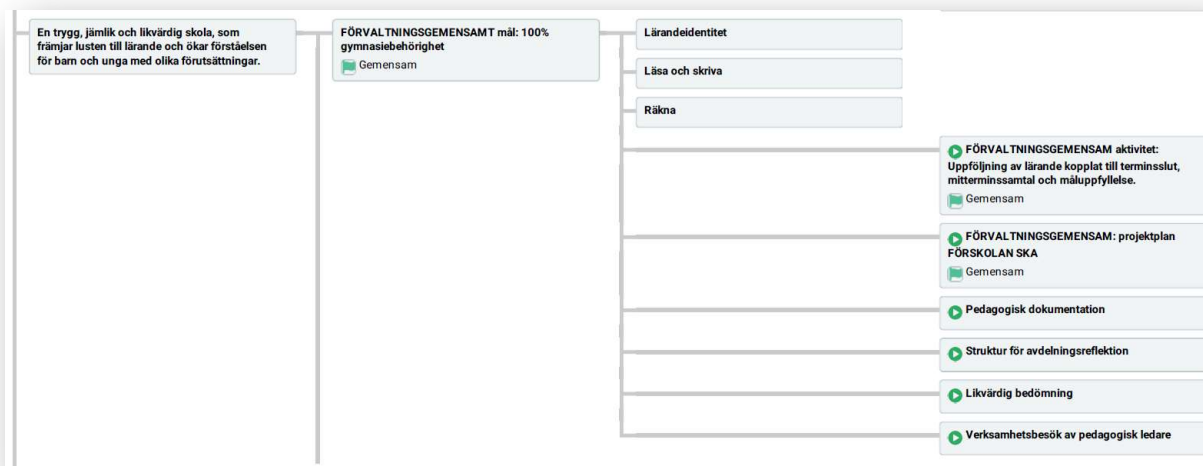 En trygg, jämlik och likvärdig skola, som
främjar lusten till lärande och ökar förståelsen
för barn och unga med olika förutsättningar.
FÖRVALTNINGSGEMENSAMT mål: 100%
gymnasiebehörighet
Gemensam
Lärandeidentitet
Läsa och skriva
Räkna
FÖRVALTNINGSGEMENSAM aktivitet:
Uppföljning av lärande kopplat till terminsslut,
mitterminssamtal och måluppfyllelse.
Gemensam
FÖRVALTNINGSGEMENSAM: projektplan
FÖRSKOLAN SKA
Gemensam
Pedagogisk dokumentation
Struktur för avdelningsreflektion
Likvärdig bedömning
Verksamhetsbesök av pedagogisk ledare